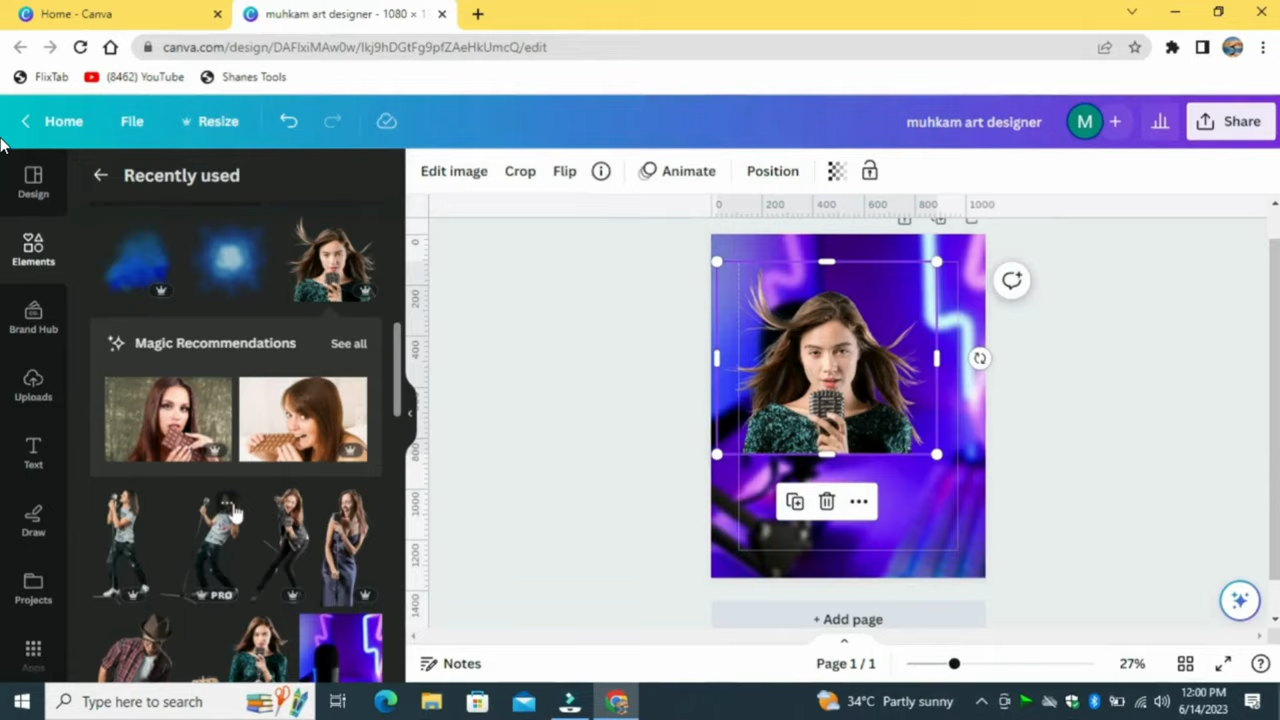 Home - Canva
muhkam art designer - 1080 × 1
canva.com/design/DAFlxiMAw0w/Ikj9hDGtFg9pfZAeHkUmcQ/edit
FlixTab
(8462) YouTube
Shanes Tools
Home
File
Resize
muhkam art designer
M
Share
Design
Elements
Brand Hub
Uploads
Text
Draw
Projects
Apps
Recently used
Magic Recommendations
See all
PRO
Edit image
Crop
Flip
Animate
Position
0
200
400
600
800
1000
0
200
400
600
800
1000
1200
1400
+ Add page
Notes
Page 1 / 1
27%
Type here to search
34°C Partly sunny
12:00 PM
6/14/2023